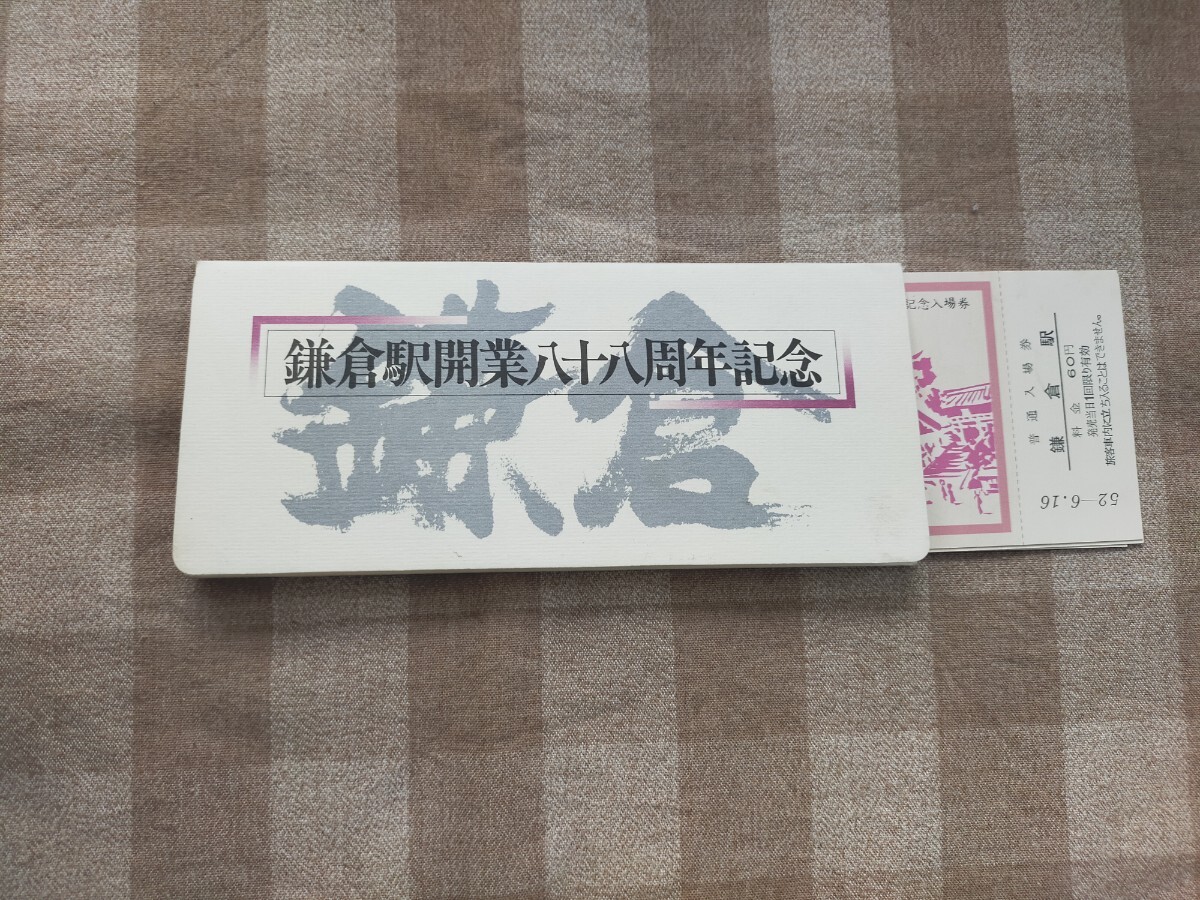 鎌倉
鎌倉駅開業八十八周年記念
記念入場券
普通入場券
鎌倉駅
料金 60円
発売当日1回限り有効
旅客車内に立ち入ることはできません。
52-6.16